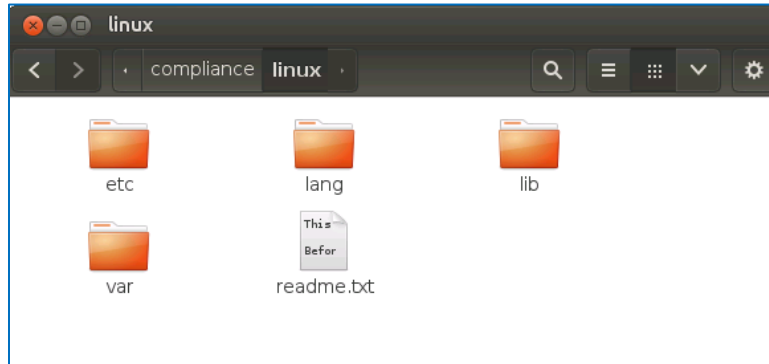 linux
compliance linux
etc lang lib
This
Befor
var readme.txt